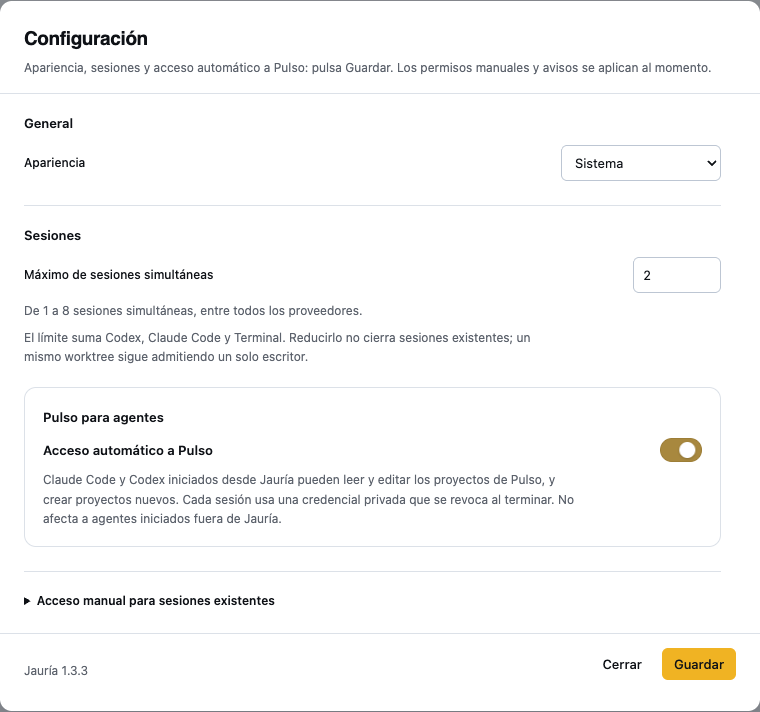 Configuración
Apariencia, sesiones y acceso automático a Pulso: pulsa Guardar. Los permisos manuales y avisos se aplican al momento.
General
Apariencia
Sistema
Sesiones
Máximo de sesiones simultáneas
2
De 1 a 8 sesiones simultáneas, entre todos los proveedores.
El límite suma Codex, Claude Code y Terminal. Reducirlo no cierra sesiones existentes; un
mismo worktree sigue admitiendo un solo escritor.
Pulso para agentes
Acceso automático a Pulso
Claude Code y Codex iniciados desde Jauría pueden leer y editar los proyectos de Pulso, y
crear proyectos nuevos. Cada sesión usa una credencial privada que se revoca al terminar. No
afecta a agentes iniciados fuera de Jauría.
Acceso manual para sesiones existentes
Jauría 1.3.3
Cerrar
Guardar